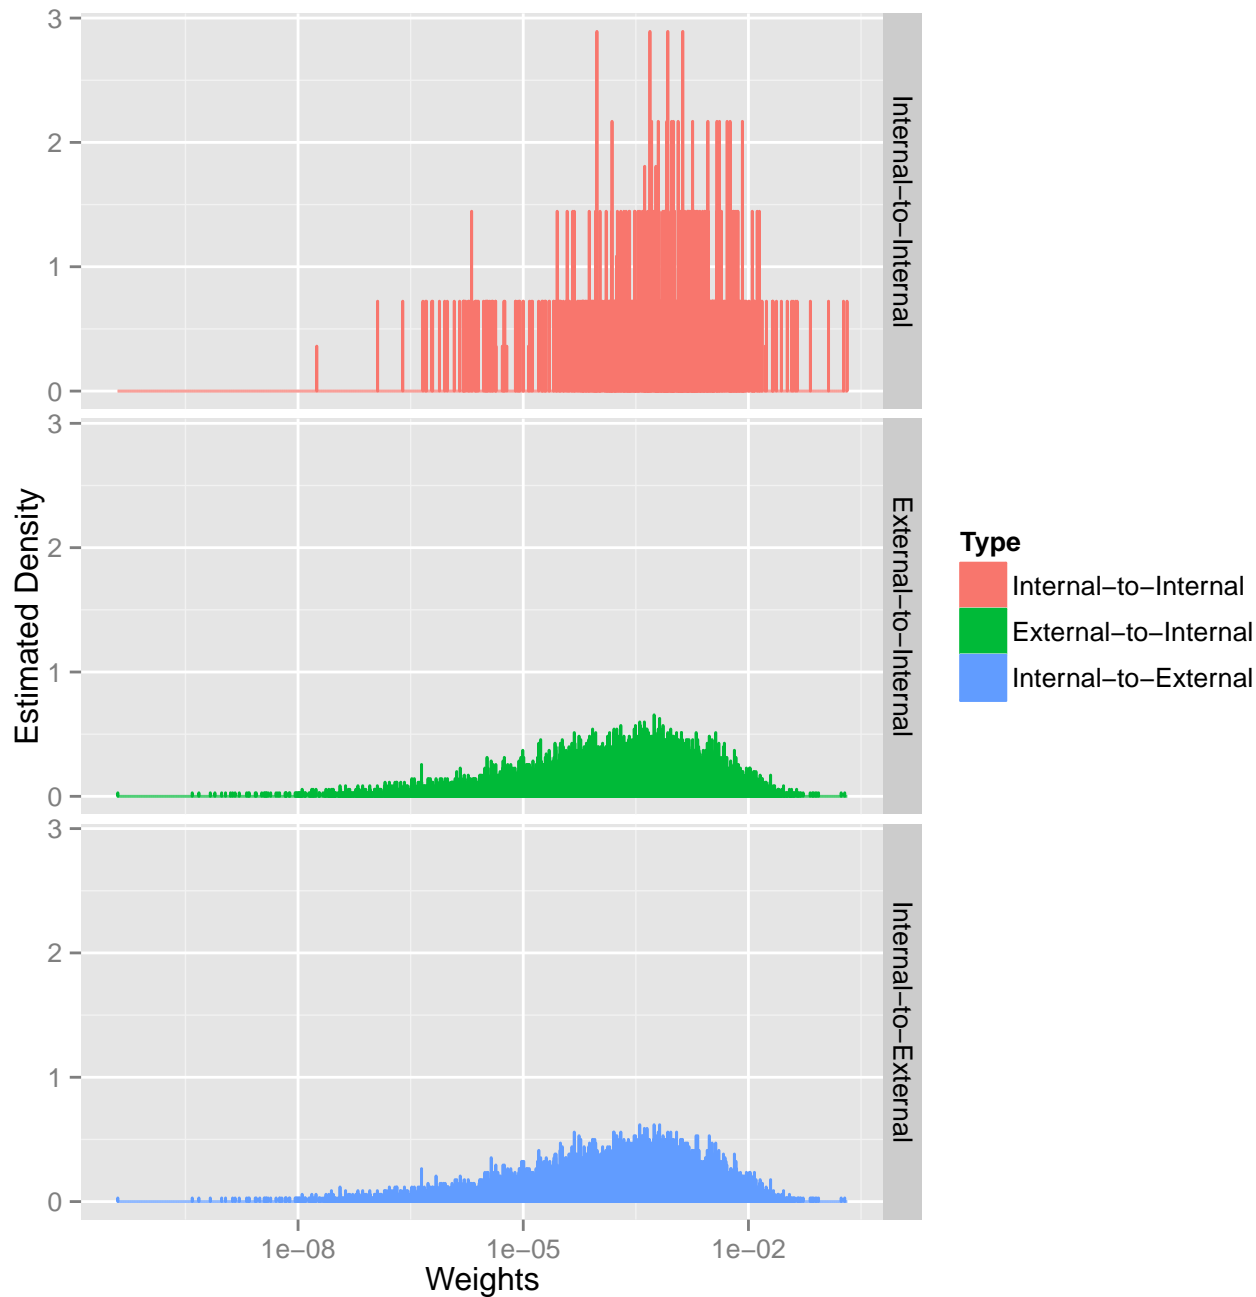 3
2
1
0
Internal−to−Internal
3
2
1
0
External−to−Internal
3
2
1
0
Internal−to−External
Estimated Density
1e−08
1e−05
1e−02
Weights
Type
Internal−to−Internal
External−to−Internal
Internal−to−External